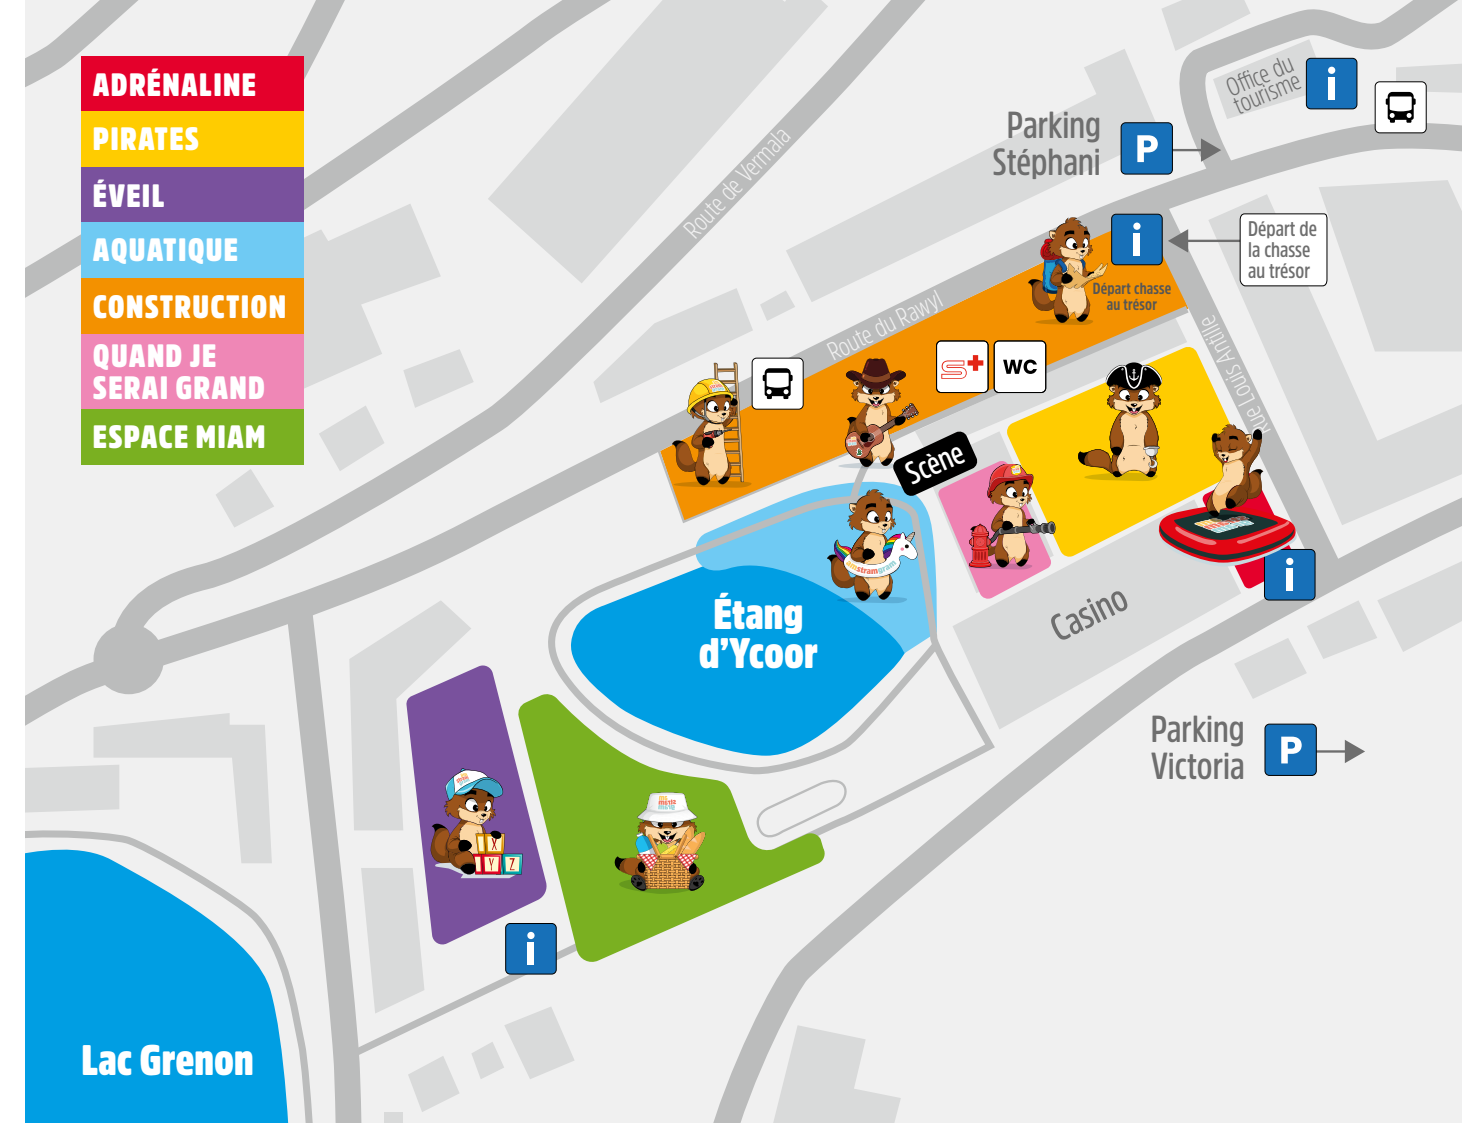 ADRÉNALINE
PIRATES
ÉVEIL
AQUATIQUE
CONSTRUCTION
QUAND JE
SERAI GRAND
ESPACE MIAM
Office du
tourisme
i
Parking
Stéphani
P
Route de Vermala
i
Départ de
la chasse
au trésor
Départ chasse
au trésor
Route du Rawyl
Rue Louis Antille
S+
WC
Scène
amstramgram
Étang
d'Ycoor
Casino
i
Parking
Victoria
P
X
Y
Z
i
Lac Grenon